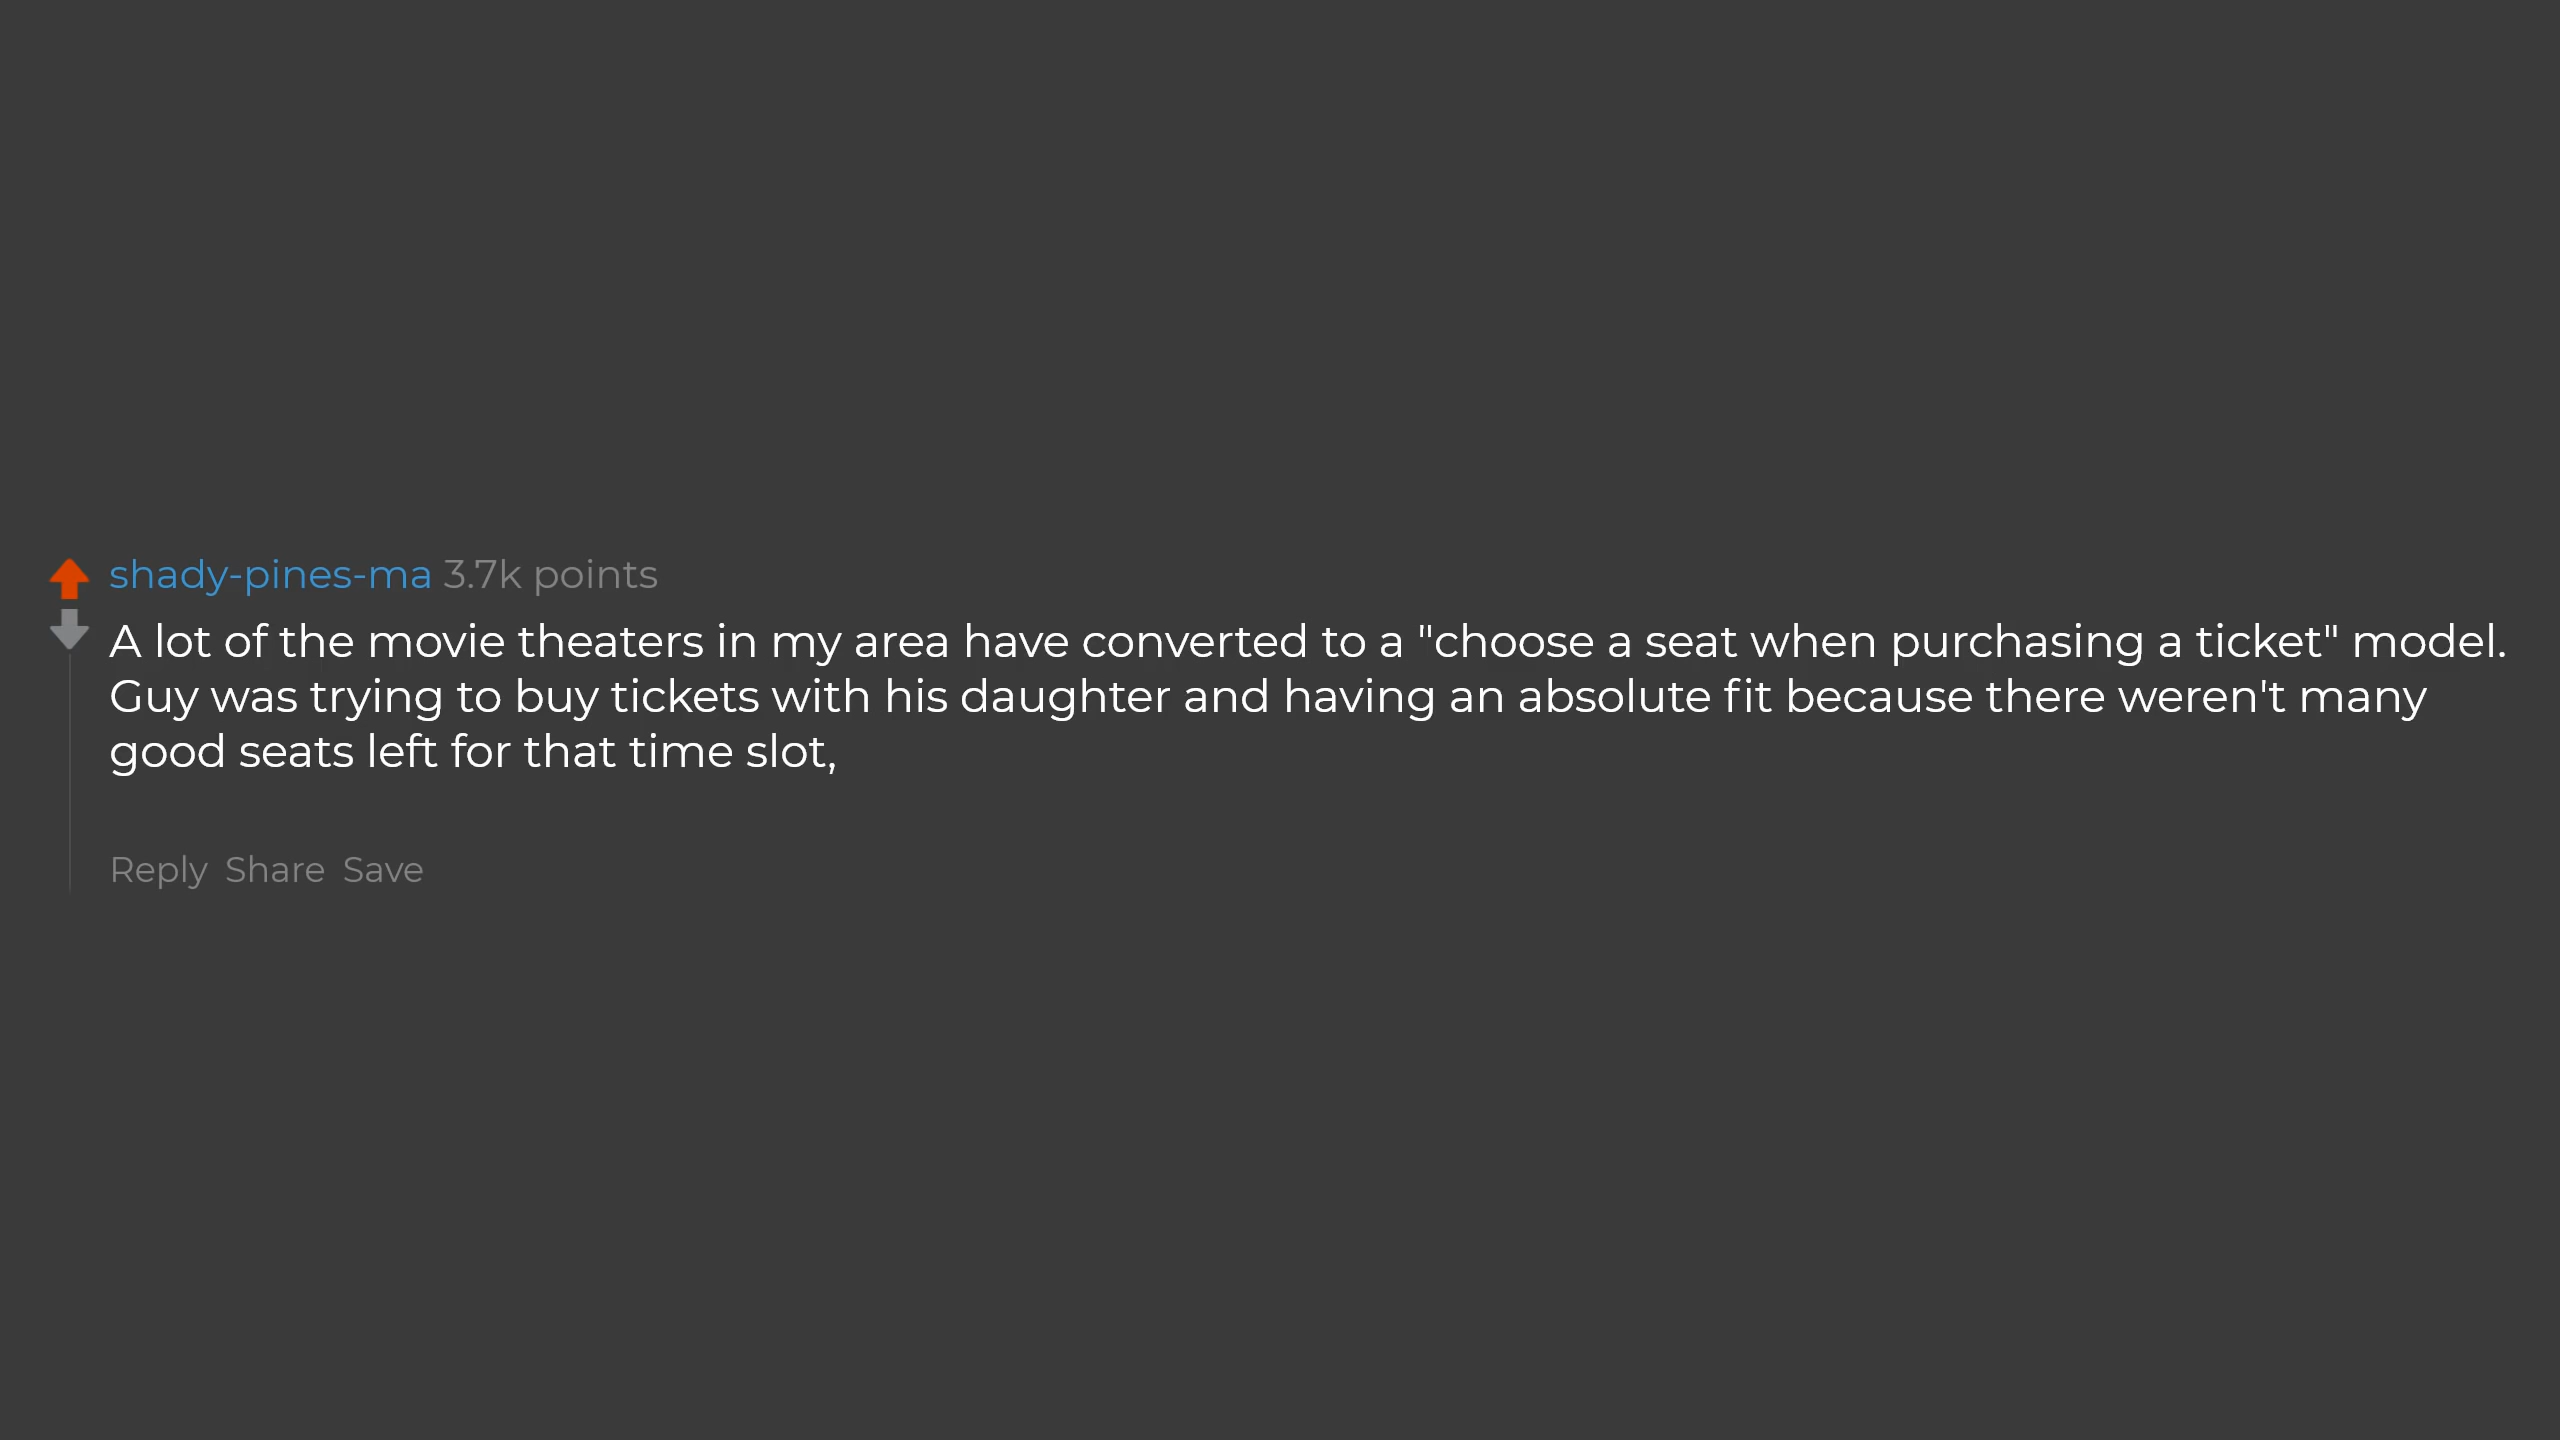 shady-pines-ma 3.7k points
A lot of the movie theaters in my area have converted to a "choose a seat when purchasing a ticket" model.
Guy was trying to buy tickets with his daughter and having an absolute fit because there weren't many
good seats left for that time slot,
Reply Share Save